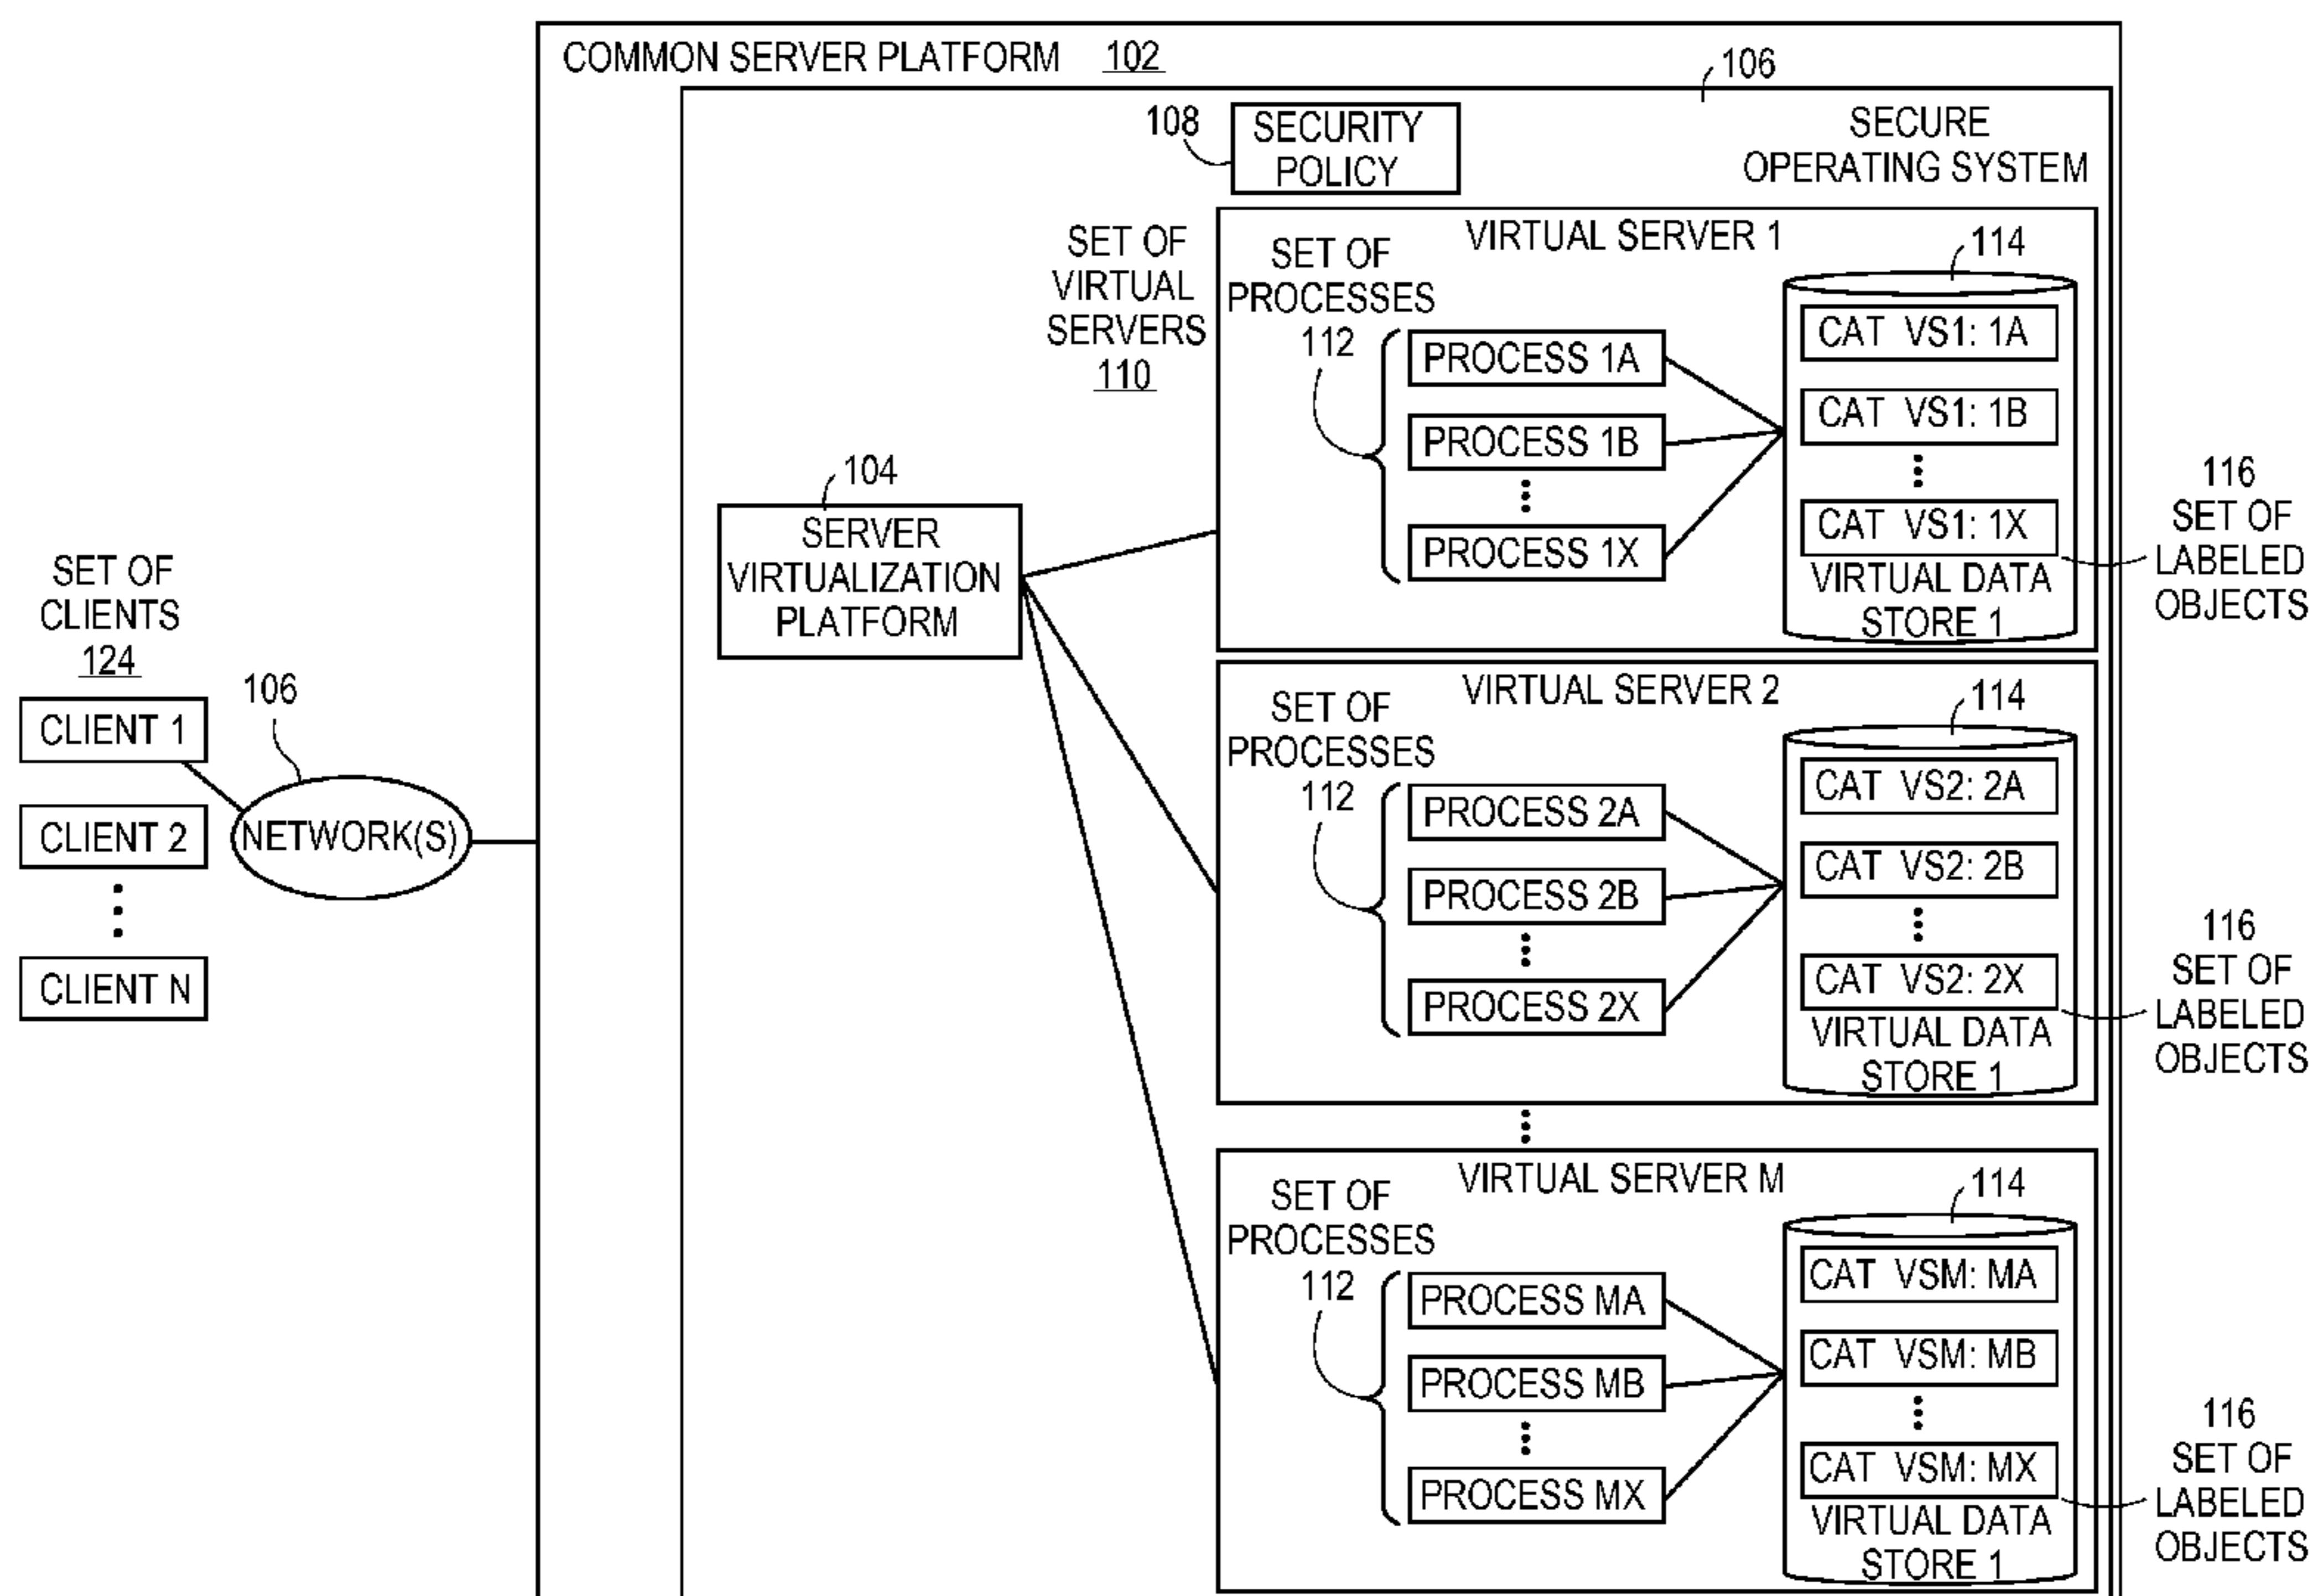 COMMON SERVER PLATFORM 102
106
108
SECURITY
POLICY
SECURE
OPERATING SYSTEM
SET OF
VIRTUAL
SERVERS
110
VIRTUAL SERVER 1
SET OF
PROCESSES
112
PROCESS 1A
PROCESS 1B
PROCESS 1X
114
CAT VS1: 1A
CAT VS1: 1B
CAT VS1: 1X
VIRTUAL DATA
STORE 1
116
SET OF
LABELED
OBJECTS
104
SERVER
VIRTUALIZATION
PLATFORM
SET OF
CLIENTS
124
CLIENT 1
CLIENT 2
CLIENT N
106
NETWORK(S)
VIRTUAL SERVER 2
SET OF
PROCESSES
112
PROCESS 2A
PROCESS 2B
PROCESS 2X
114
CAT VS2: 2A
CAT VS2: 2B
CAT VS2: 2X
VIRTUAL DATA
STORE 1
116
SET OF
LABELED
OBJECTS
VIRTUAL SERVER M
SET OF
PROCESSES
112
PROCESS MA
PROCESS MB
PROCESS MX
114
CAT VSM: MA
CAT VSM: MB
CAT VSM: MX
VIRTUAL DATA
STORE 1
116
SET OF
LABELED
OBJECTS